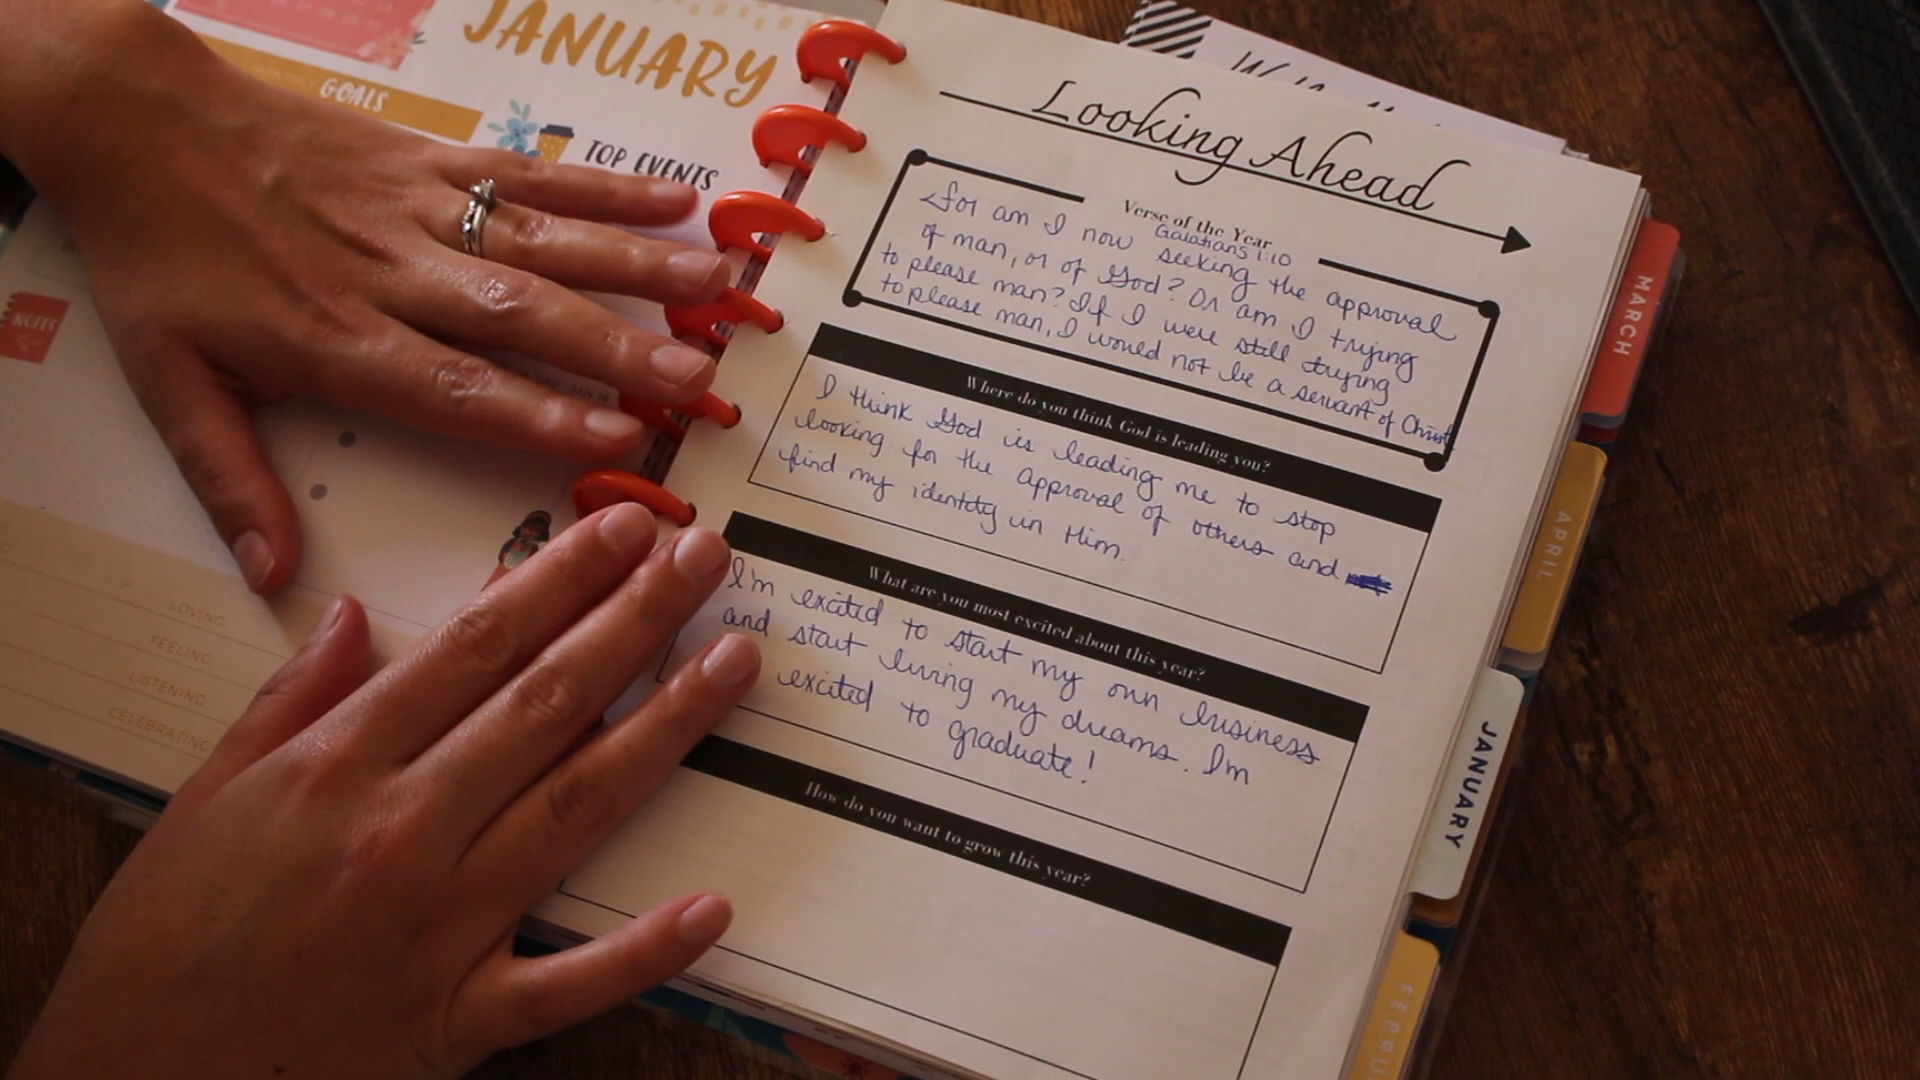 JANUARY
GOALS
TOP EVENTS
NOTES
LOVING
FEELING
LISTENING
CELEBRATING
Looking Ahead
Verse of the Year
Galatians 1:10
For am I now seeking the approval
of man, or of God? Or am I trying
to please man? If I were still trying
to please man, I would not be a servant of Christ
Where do you think God is leading you?
I think God is leading me to stop
looking for the approval of others and
find my identity in Him.
What are you most excited about this year?
I'm excited to start my own business
and start living my dreams. I'm
excited to graduate!
How do you want to grow this year?
MARCH
APRIL
JANUARY